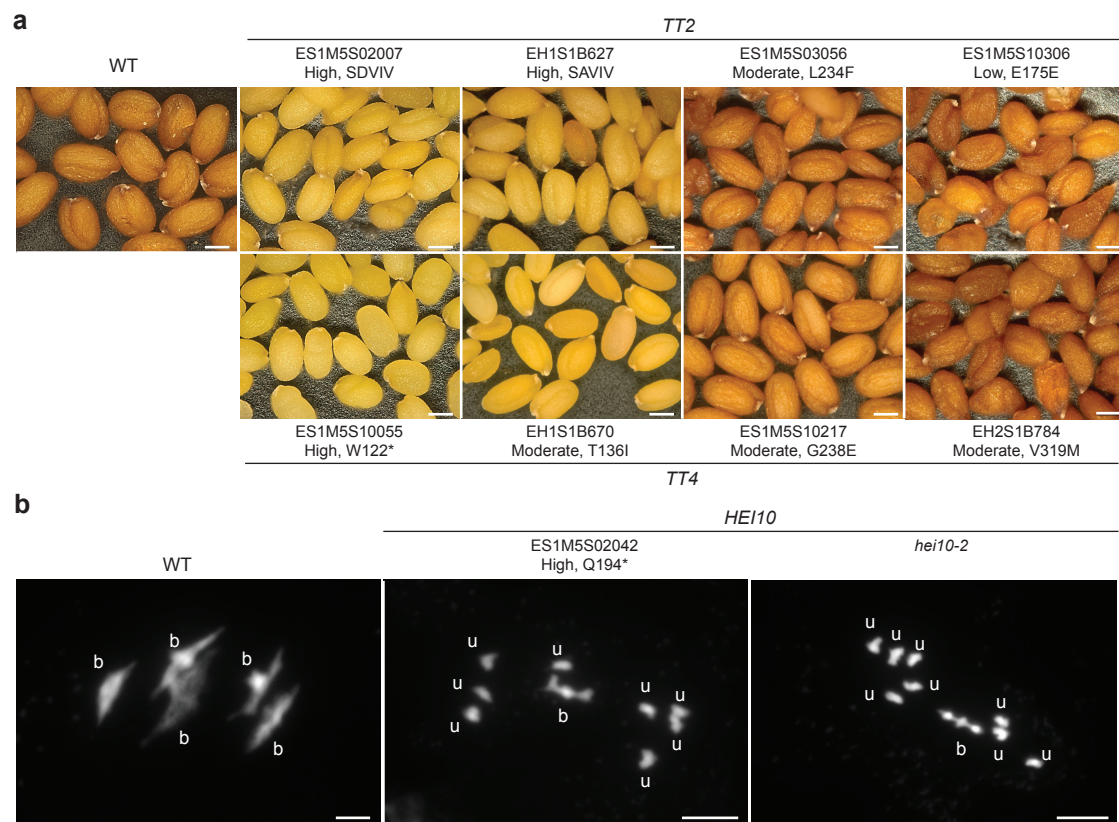 a
TT2
WT
ES1M5S02007
High, SDVIV
EH1S1B627
High, SAVIV
ES1M5S03056
Moderate, L234F
ES1M5S10306
Low, E175E
ES1M5S10055
High, W122*
EH1S1B670
Moderate, T136I
ES1M5S10217
Moderate, G238E
EH2S1B784
Moderate, V319M
TT4
b
HEI10
WT
ES1M5S02042
High, Q194*
hei10-2
b
b
b
b
b
u
u
u
u
b
u
u
u
u
u
u
u
u
b
u
u